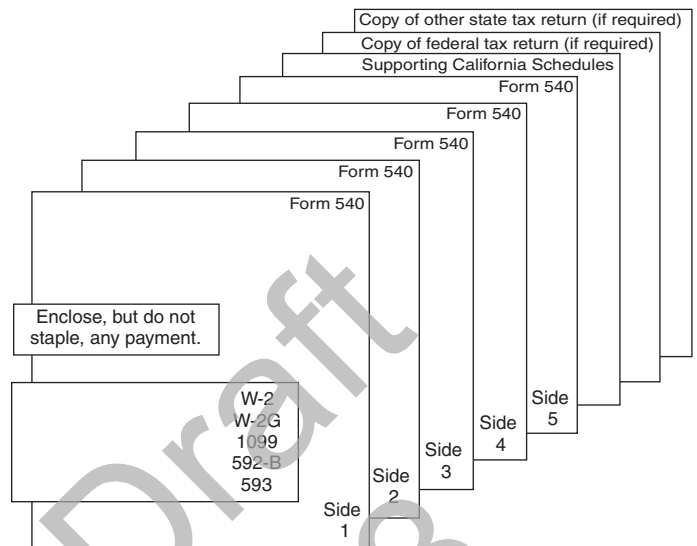 Copy of other state tax return (if required)
Copy of federal tax return (if required)
Supporting California Schedules
Form 540
Form 540
Form 540
Form 540
Form 540
Enclose, but do not
staple, any payment.
W-2
W-2G
1099
592-B
593
Side
1
Side
2
Side
3
Side
4
Side
5
Draft